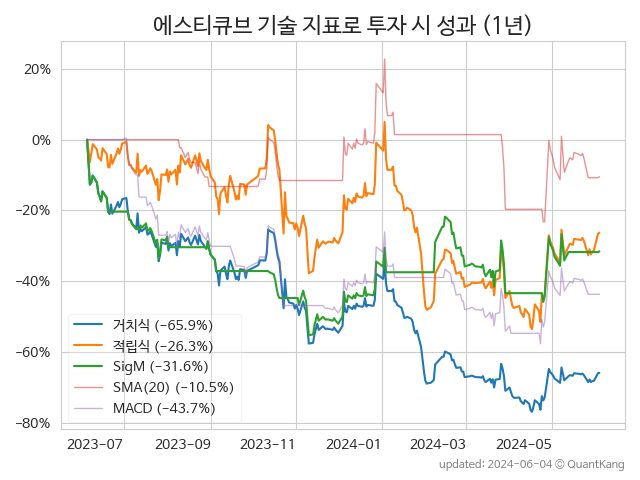 에스티큐브 기술 지표로 투자 시 성과 (1년)
20%
0%
−20%
−40%
−60%
−80%
거치식 (−65.9%)
적립식 (−26.3%)
SigM (−31.6%)
SMA(20) (−10.5%)
MACD (−43.7%)
2023−07 2023−09 2023−11 2024−01 2024−03 2024−05
updated: 2024−06−04 © QuantKang